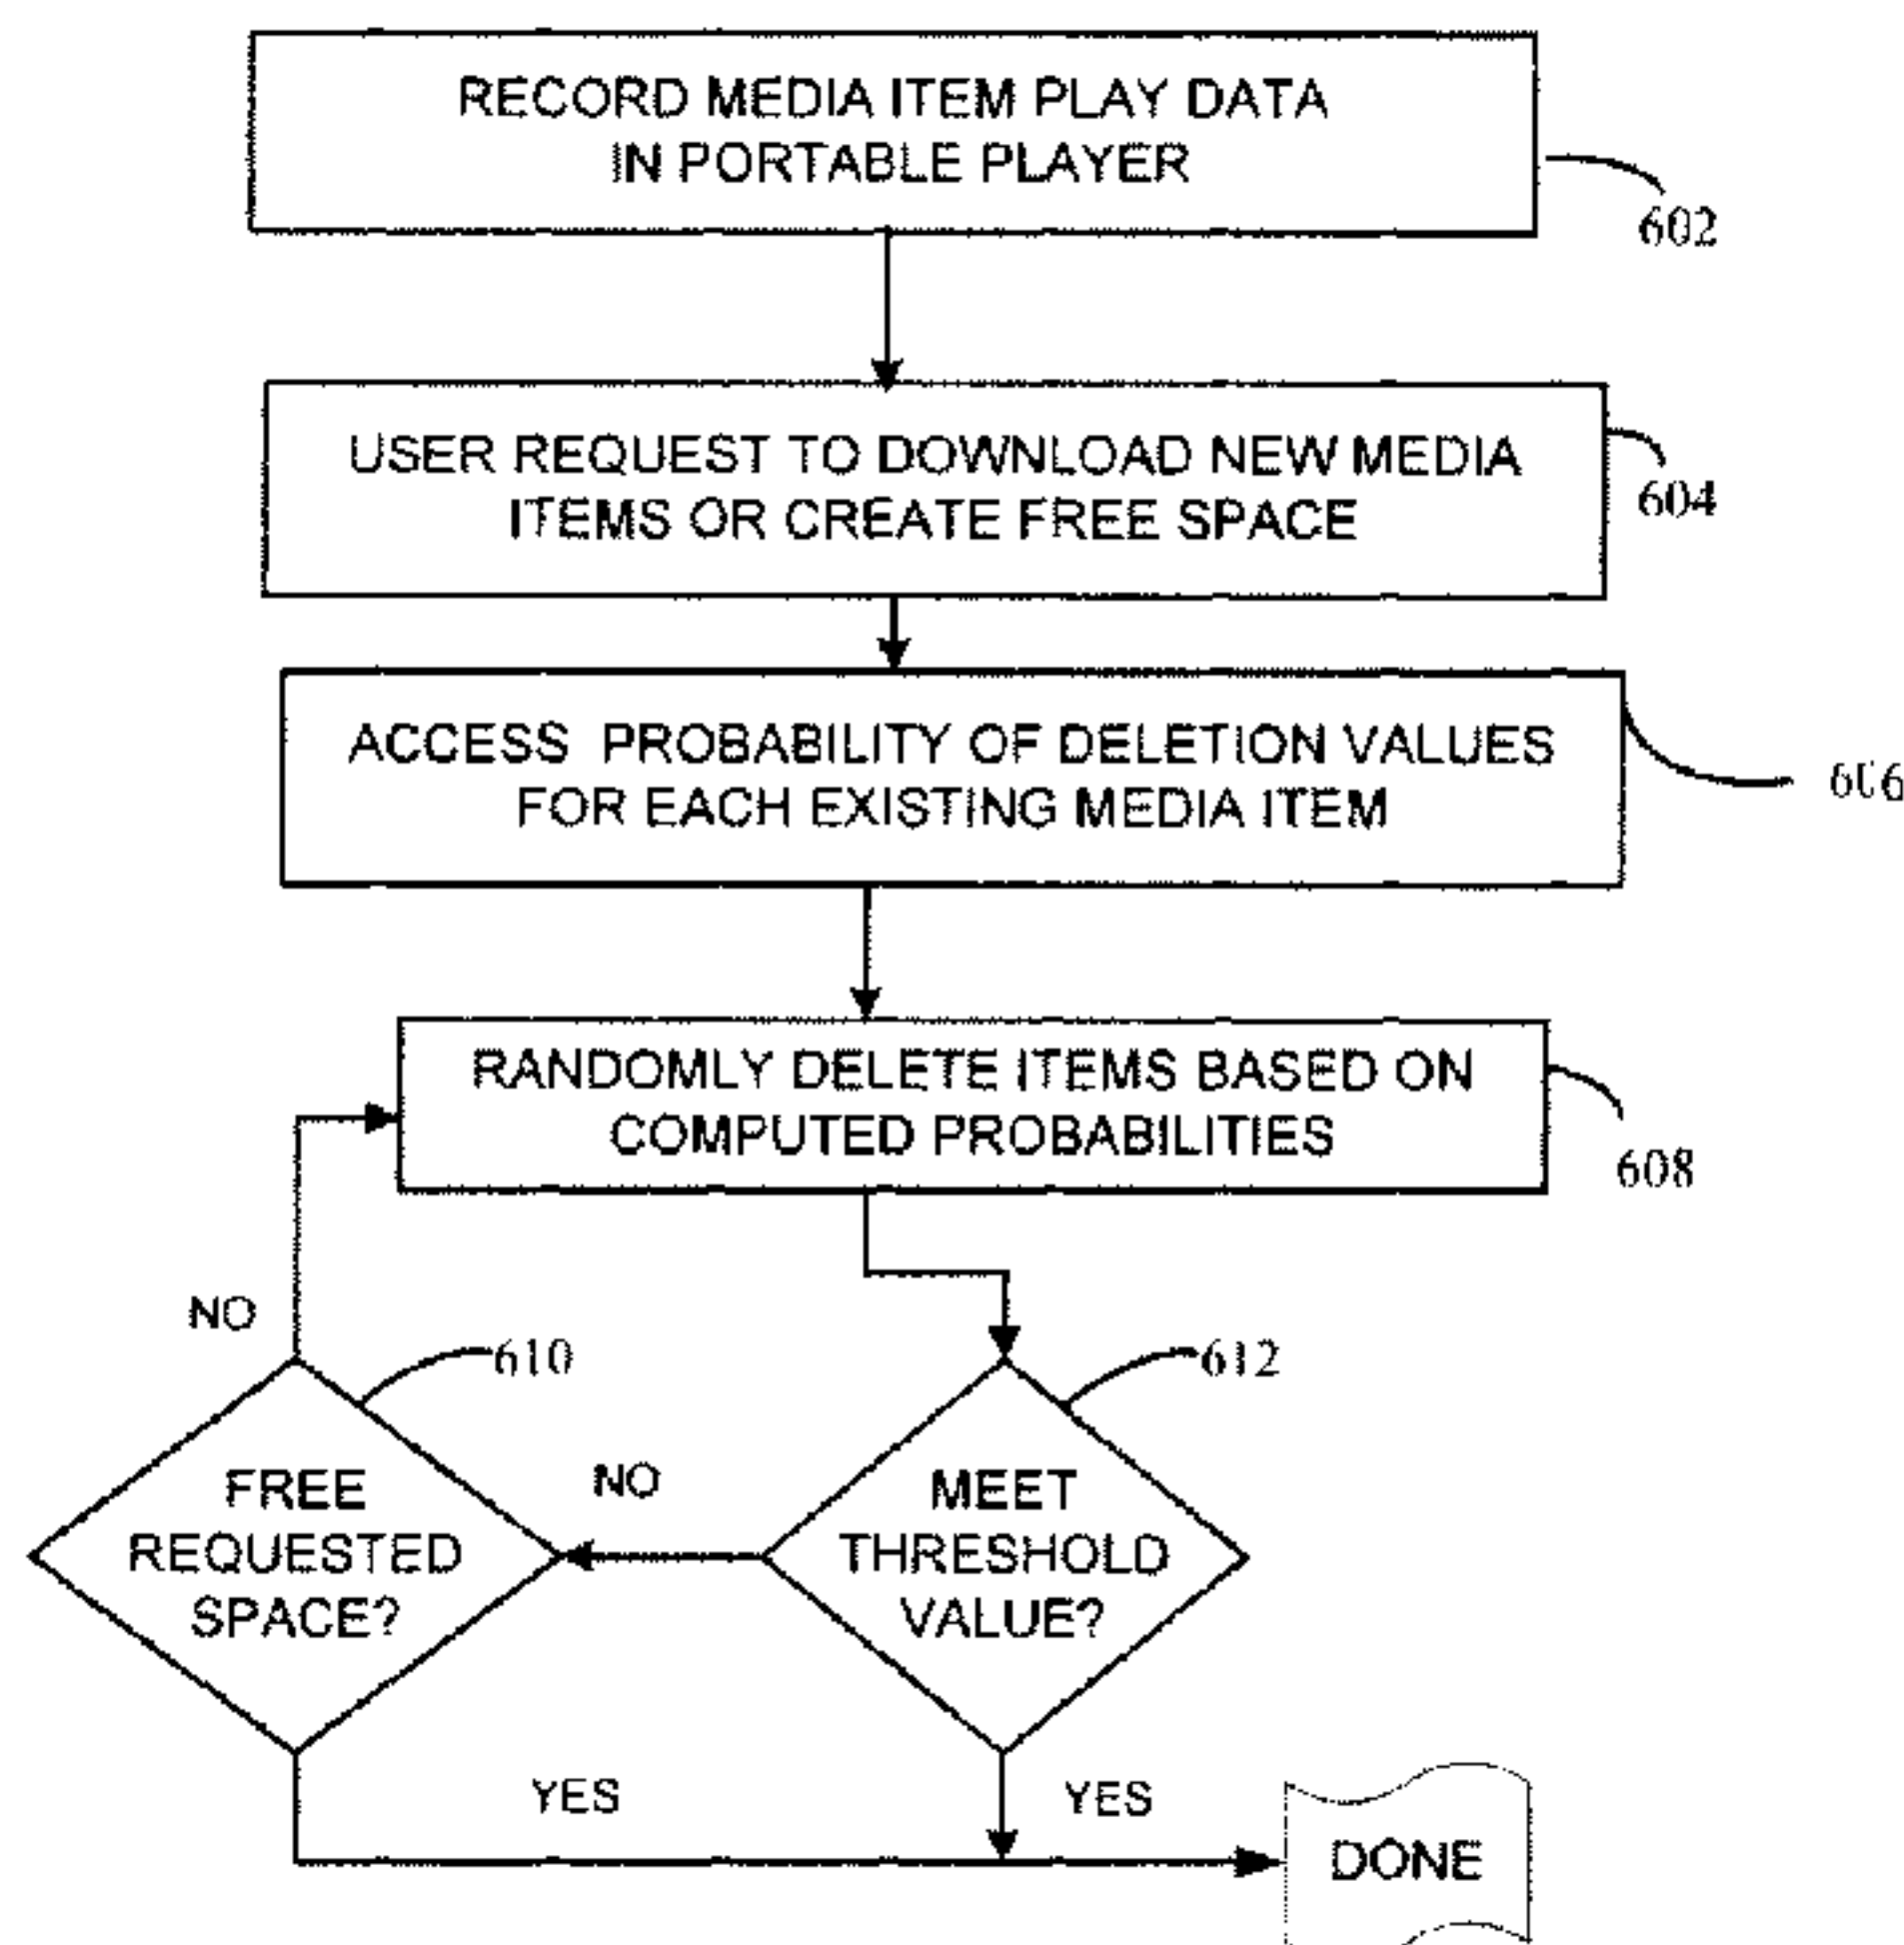 RECORD MEDIA ITEM PLAY DATA
IN PORTABLE PLAYER
602
USER REQUEST TO DOWNLOAD NEW MEDIA
ITEMS OR CREATE FREE SPACE
604
ACCESS PROBABILITY OF DELETION VALUES
FOR EACH EXISTING MEDIA ITEM
606
RANDOMLY DELETE ITEMS BASED ON
COMPUTED PROBABILITIES
608
NO
610
612
FREE
REQUESTED
SPACE?
NO
MEET
THRESHOLD
VALUE?
YES
YES
DONE